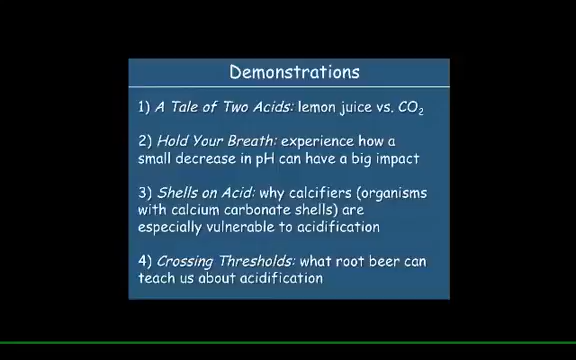 Demonstrations
1) A Tale of Two Acids: lemon juice vs. CO₂
2) Hold Your Breath: experience how a
small decrease in pH can have a big impact
3) Shells on Acid: why calcifiers (organisms
with calcium carbonate shells) are
especially vulnerable to acidification
4) Crossing Thresholds: what root beer can
teach us about acidification